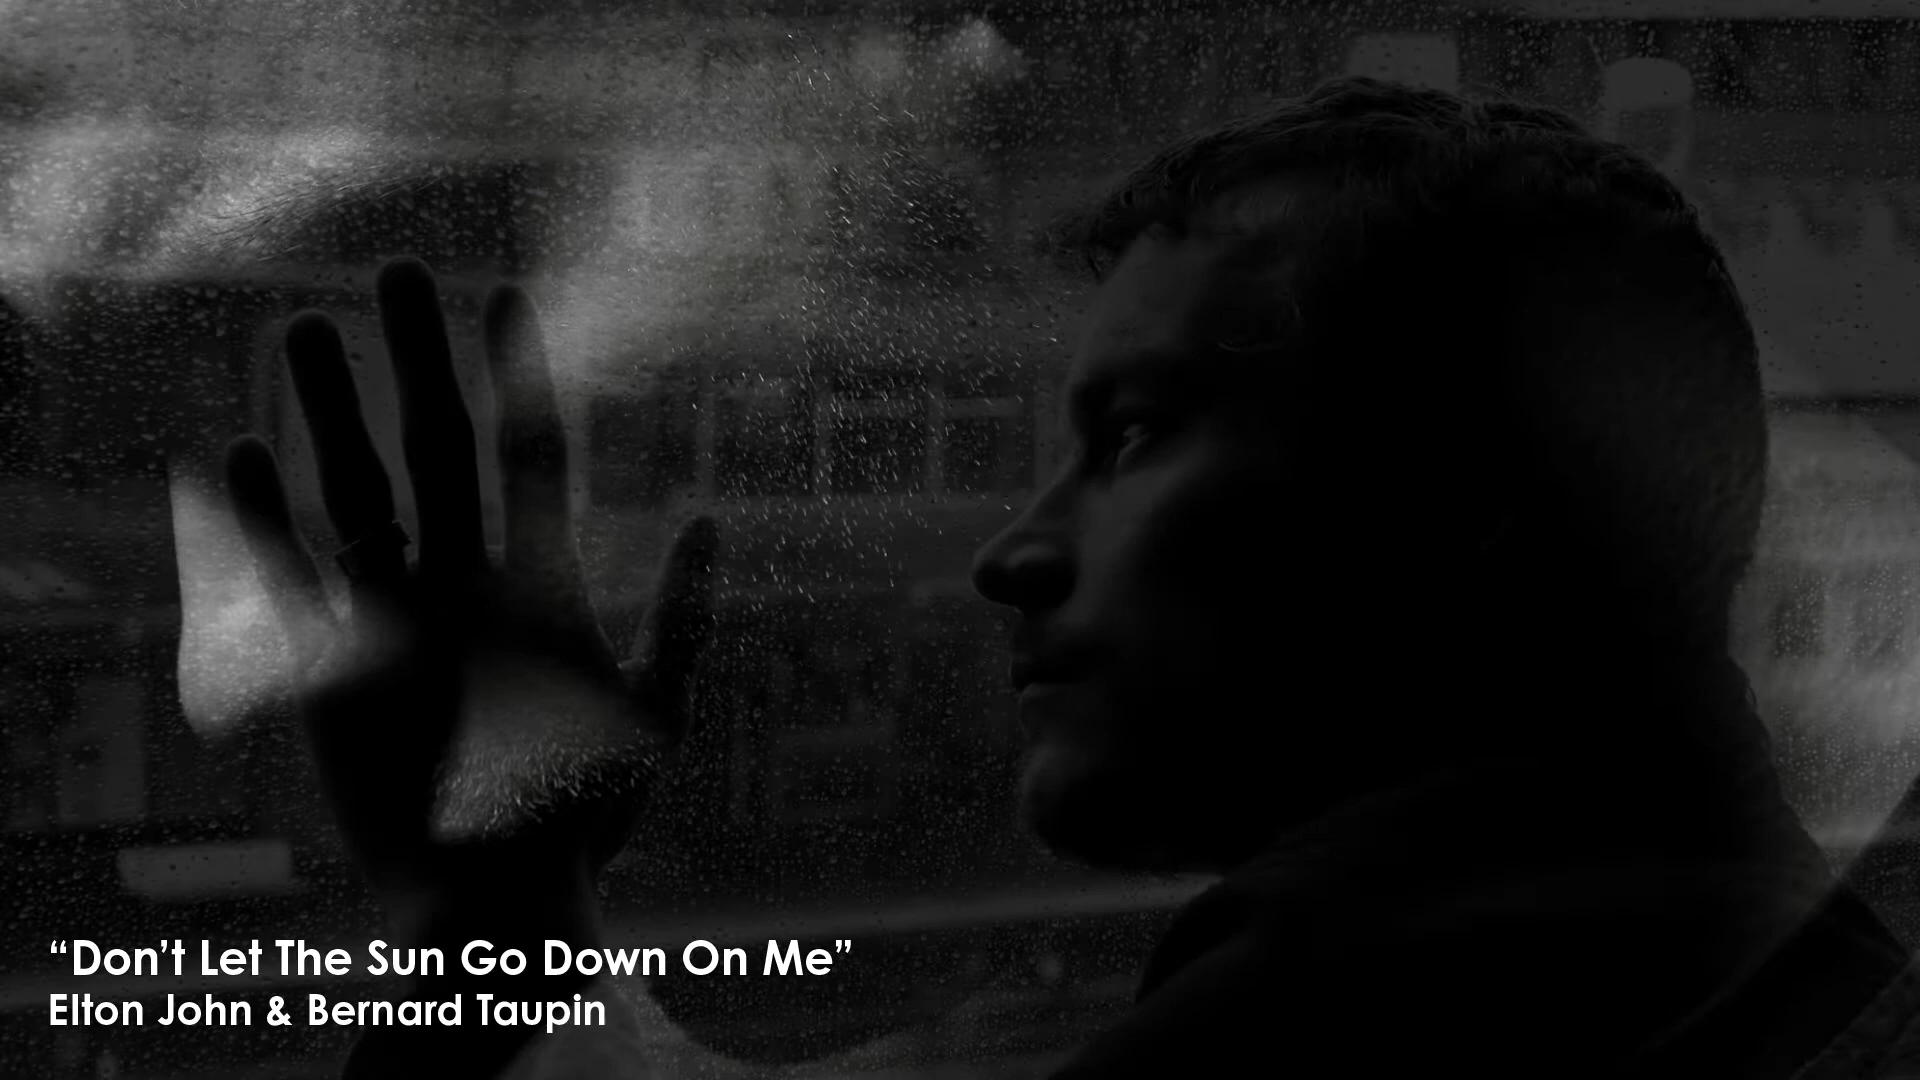 “Don’t Let The Sun Go Down On Me”
Elton John & Bernard Taupin